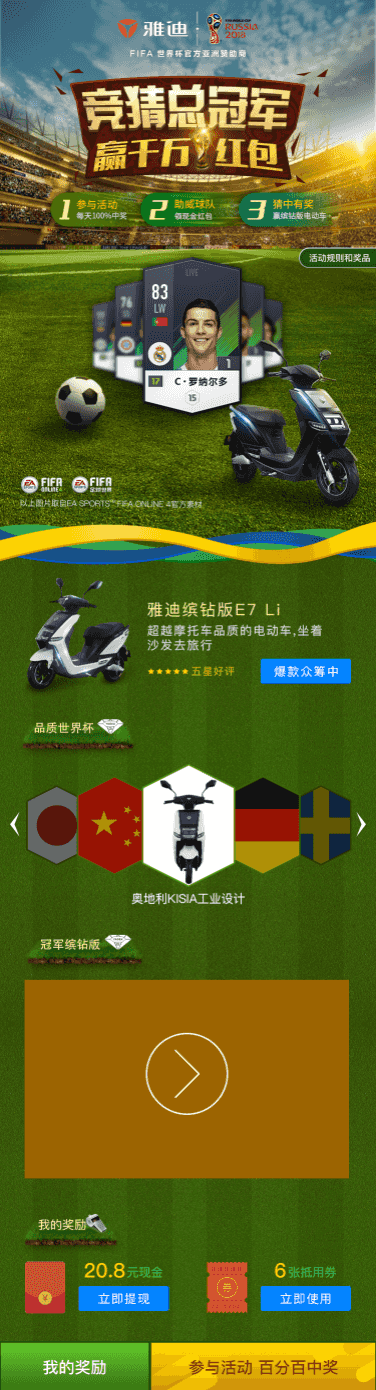 雅迪
FIFA WORLD CUP
RUSSIA
2018
FIFA 世界杯官方亚洲赞助商
竞猜总冠军
赢千万红包
1 参与活动
每天100%中奖
2 助威球队
领现金红包
3 猜中有奖
赢缤钻版电动车
活动规则和奖品
LIVE
83
LW
76
1
17 C·罗纳尔多
15
EA SPORTS FIFA ONLINE 4
EA SPORTS FIFA 足球世界
以上图片取自EA SPORTS™ FIFA ONLINE 4官方素材
雅迪缤钻版E7 Li
超越摩托车品质的电动车,坐着
沙发去旅行
五星好评
爆款众筹中
品质世界杯
奥地利KISIA工业设计
冠军缤钻版
我的奖励
20.8元现金
立即提现
6张抵用券
券
立即使用
我的奖励
参与活动 百分百中奖